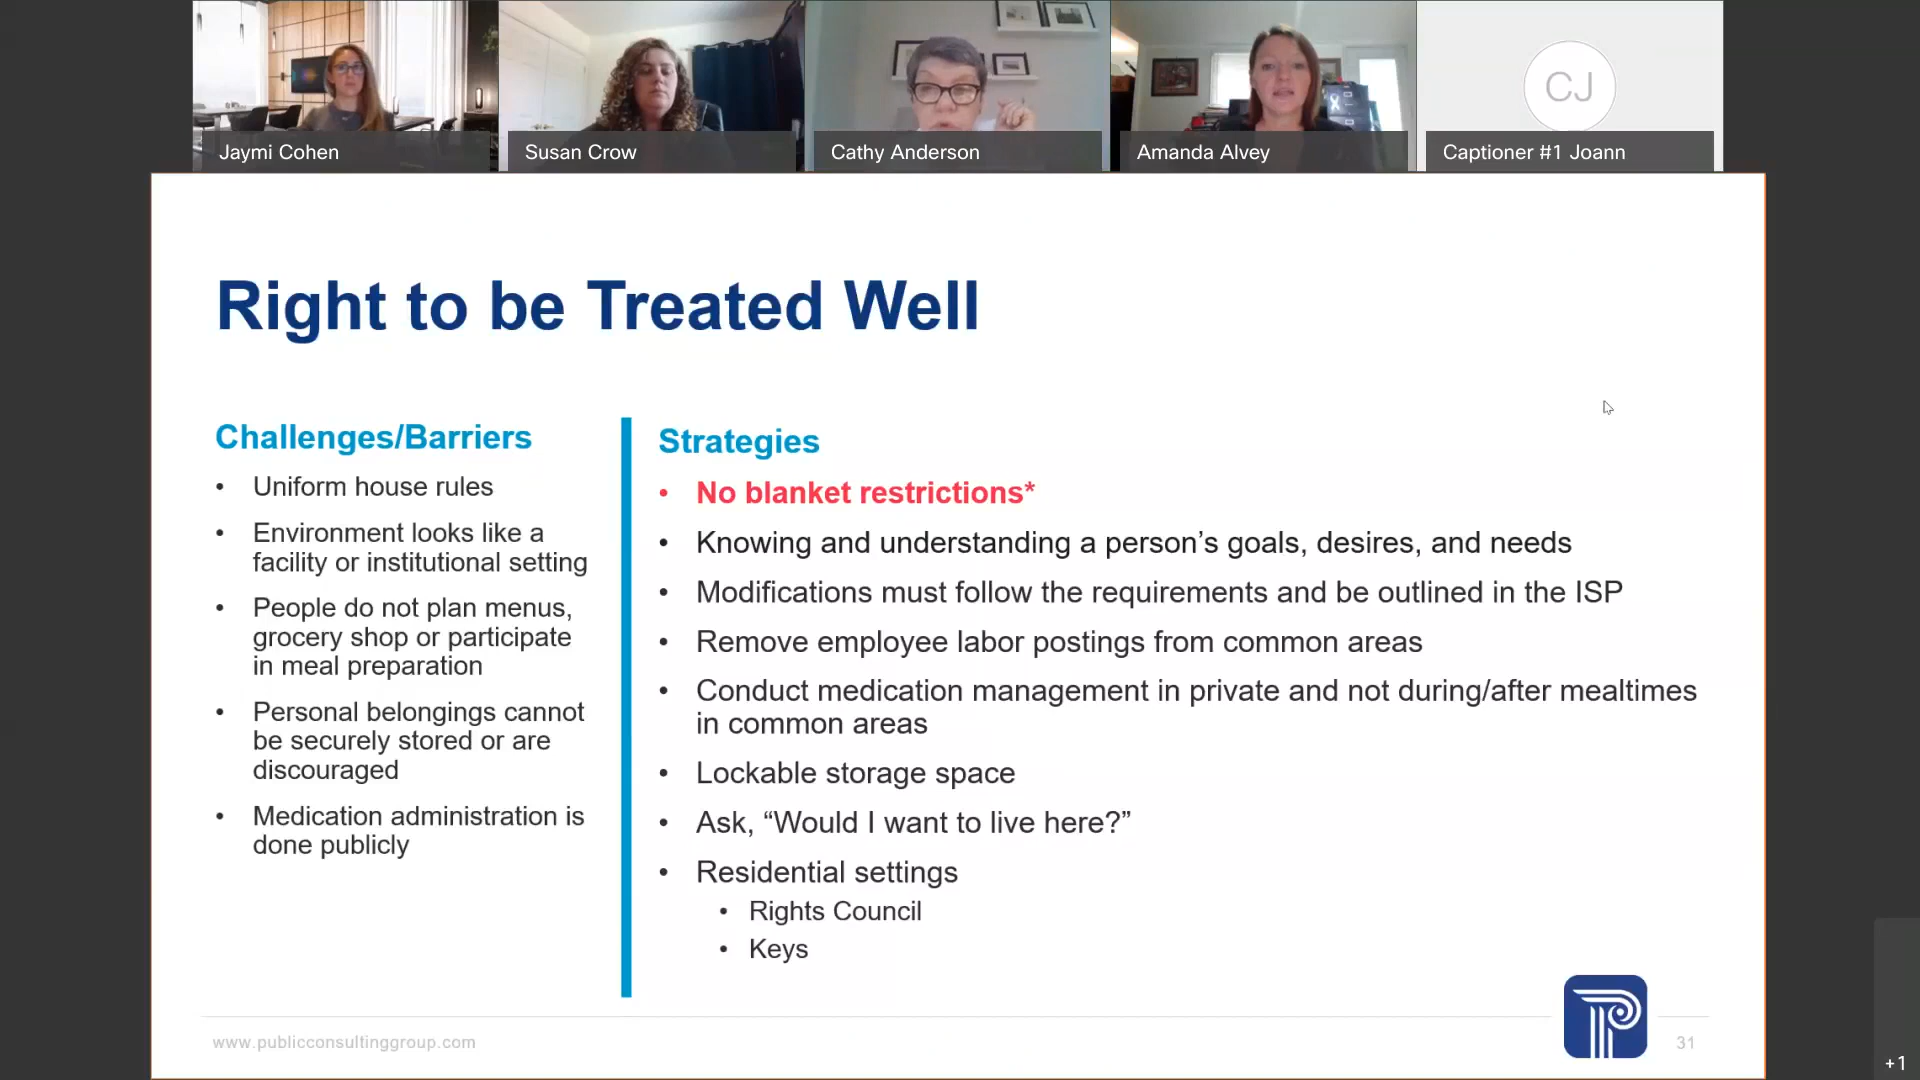 Jaymi Cohen
Susan Crow
Cathy Anderson
Amanda Alvey
CJ
Captioner #1 Joann
Right to be Treated Well
Challenges/Barriers
• Uniform house rules
• Environment looks like a
facility or institutional setting
• People do not plan menus,
grocery shop or participate
in meal preparation
• Personal belongings cannot
be securely stored or are
discouraged
• Medication administration is
done publicly
Strategies
• No blanket restrictions*
• Knowing and understanding a person’s goals, desires, and needs
• Modifications must follow the requirements and be outlined in the ISP
• Remove employee labor postings from common areas
• Conduct medication management in private and not during/after mealtimes
in common areas
• Lockable storage space
• Ask, “Would I want to live here?”
• Residential settings
• Rights Council
• Keys
www.publicconsultinggroup.com
31
+1